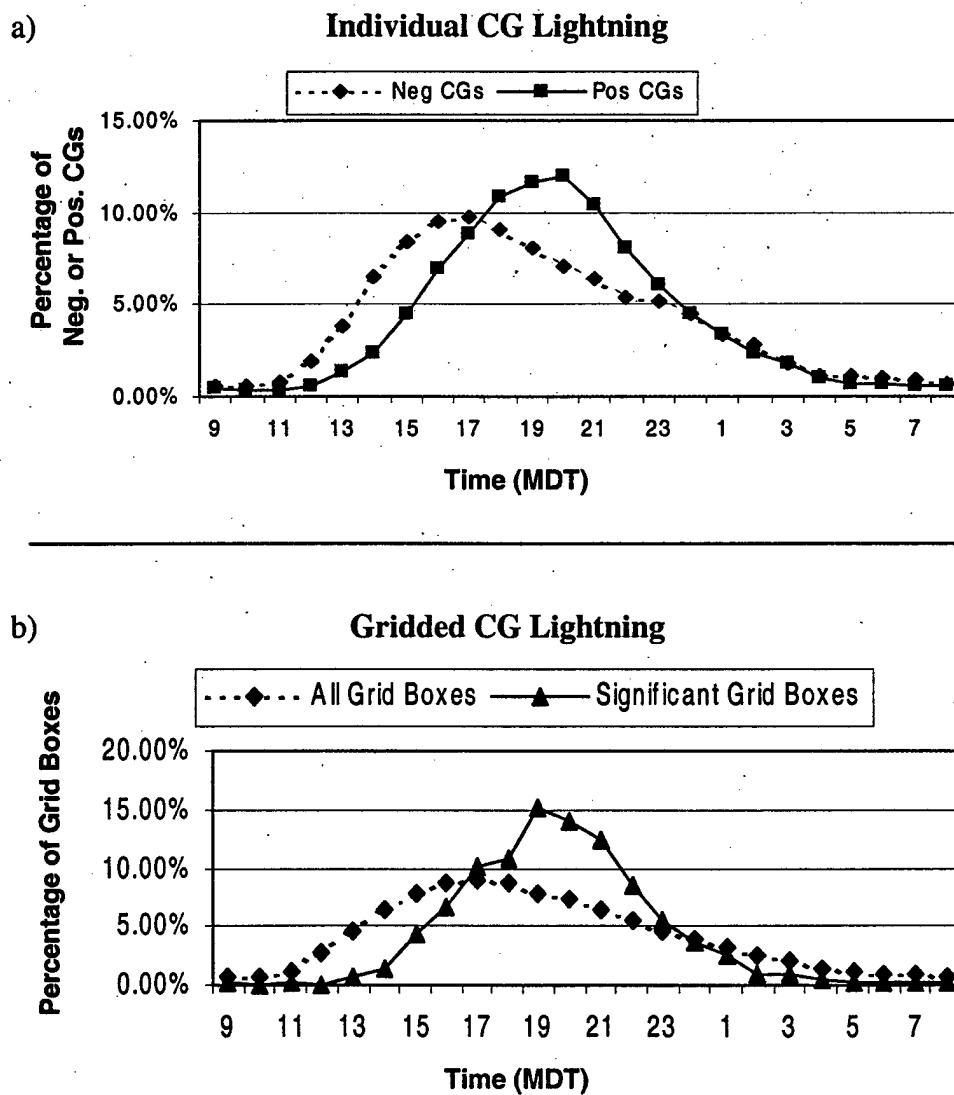 a)
Individual CG Lightning
Neg CGs Pos CGs
Percentage of
Neg. or Pos. CGs
15.00%
10.00%
5.00%
0.00%
9 11 13 15 17 19 21 23 1 3 5 7
Time (MDT)
b)
Gridded CG Lightning
All Grid Boxes Significant Grid Boxes
Percentage of Grid Boxes
20.00%
15.00%
10.00%
5.00%
0.00%
9 11 13 15 17 19 21 23 1 3 5 7
Time (MDT)